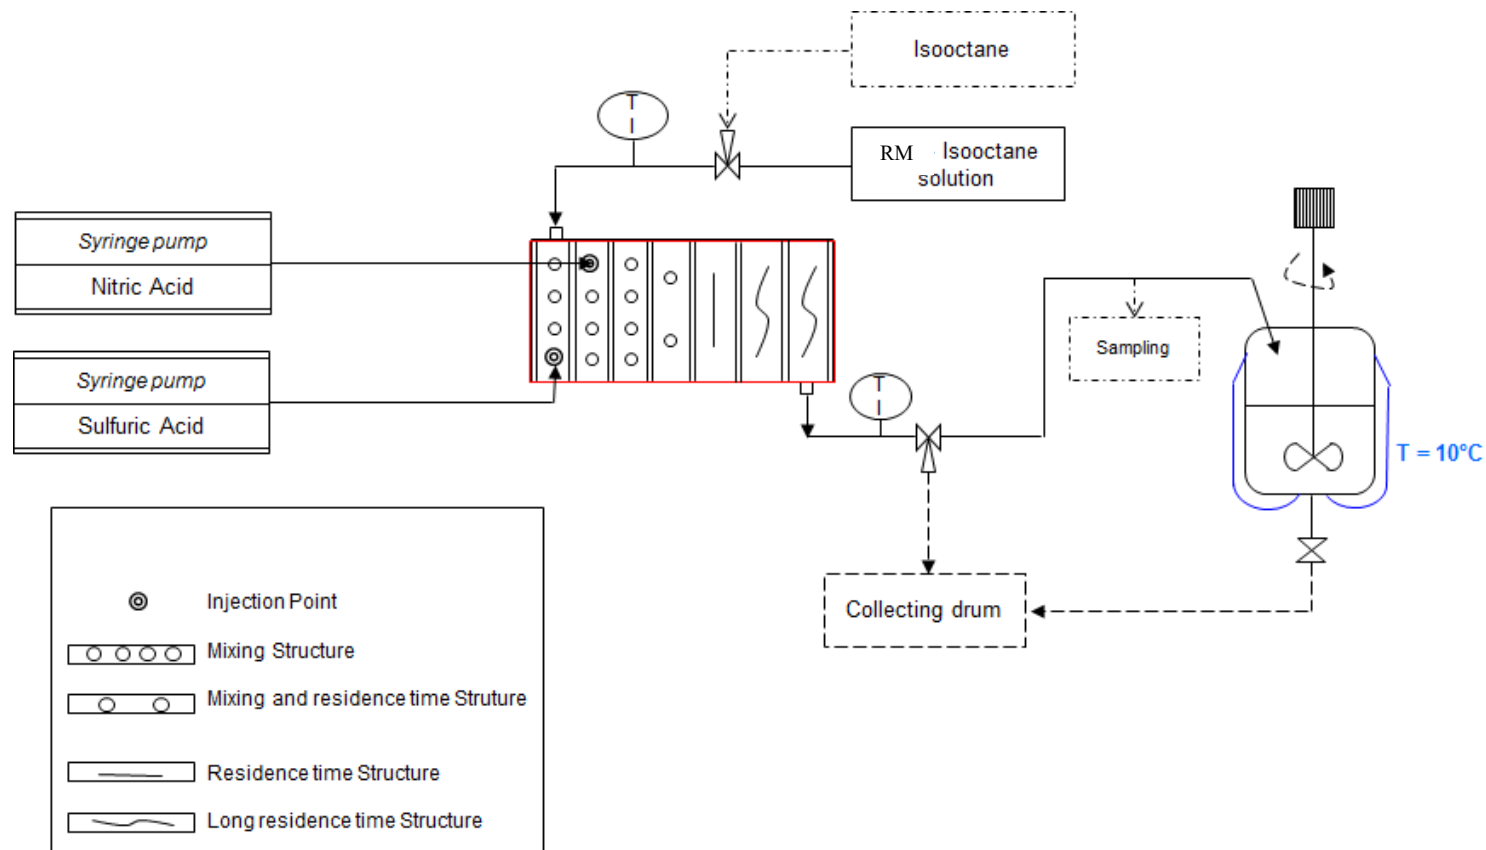 Isooctane
T
I
RM Isooctane
solution
Syringe pump
Nitric Acid
Syringe pump
Sulfuric Acid
Sampling
T
I
T = 10°C
Collecting drum
Injection Point
Mixing Structure
Mixing and residence time Struture
Residence time Structure
Long residence time Structure